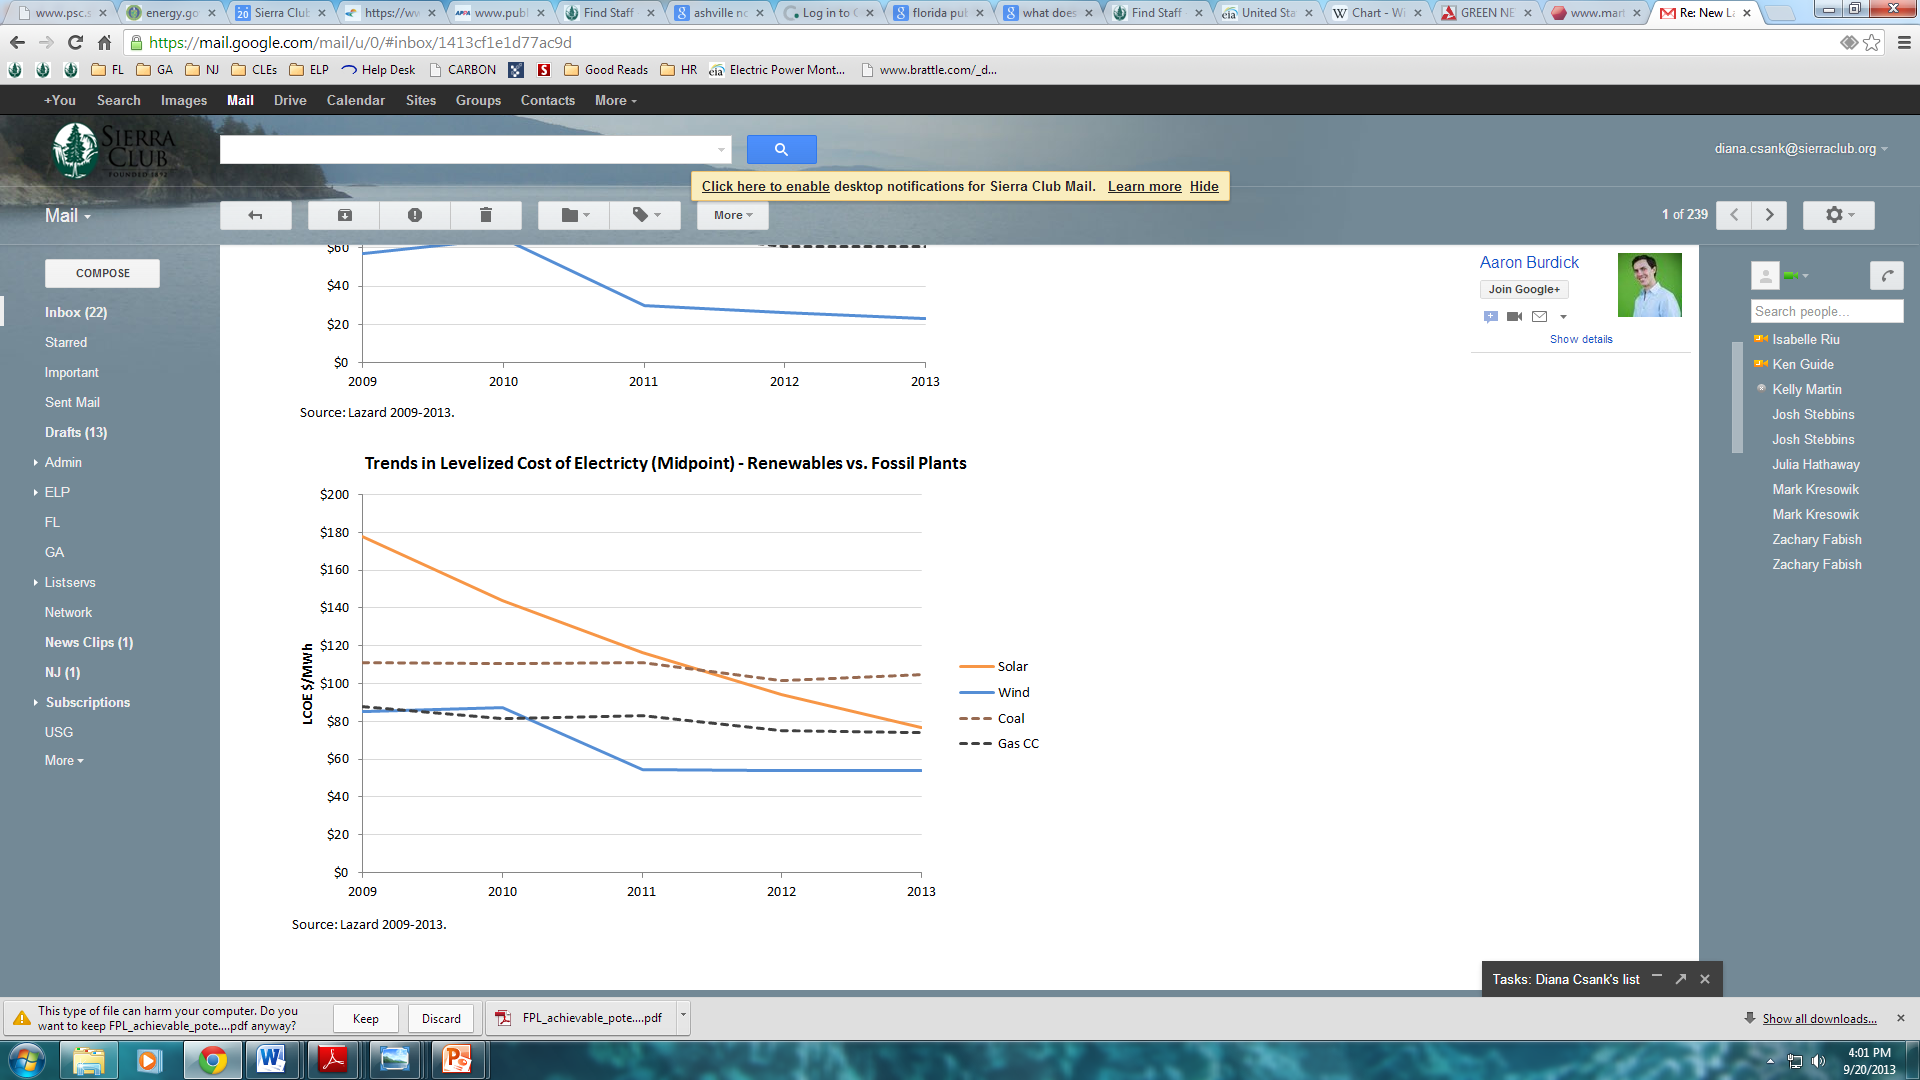 www.psc.s
energy.go
Sierra Club
https://ww
www.publ
Find Staff
ashville nc
Log in to C
florida pub
what does
Find Staff
United Sta
Chart - Wi
GREEN NE
www.mart
Re: New La
https://mail.google.com/mail/u/0/#inbox/1413cf1e1d77ac9d
FL GA NJ CLEs ELP Help Desk CARBON Good Reads HR Electric Power Mont... www.brattle.com/_d...
+You Search Images Mail Drive Calendar Sites Groups Contacts More
SIERRA
CLUB
FOUNDED 1892
diana.csank@sierraclub.org
Click here to enable desktop notifications for Sierra Club Mail. Learn more Hide
Mail
More
1 of 239
COMPOSE
Inbox (22)
Starred
Important
Sent Mail
Drafts (13)
Admin
ELP
FL
GA
Listservs
Network
News Clips (1)
NJ (1)
Subscriptions
USG
More
$60
$40
$20
$0
2009 2010 2011 2012 2013
Source: Lazard 2009-2013.
Trends in Levelized Cost of Electricty (Midpoint) - Renewables vs. Fossil Plants
LCOE $/MWh
$200
$180
$160
$140
$120
$100
$80
$60
$40
$20
$0
2009 2010 2011 2012 2013
Solar
Wind
Coal
Gas CC
Source: Lazard 2009-2013.
Aaron Burdick
Join Google+
Show details
Search people...
Isabelle Riu
Ken Guide
Kelly Martin
Josh Stebbins
Josh Stebbins
Julia Hathaway
Mark Kresowik
Mark Kresowik
Zachary Fabish
Zachary Fabish
Tasks: Diana Csank's list
This type of file can harm your computer. Do you
want to keep FPL_achievable_pote....pdf anyway?
Keep
Discard
FPL_achievable_pote....pdf
Show all downloads...
4:01 PM
9/20/2013